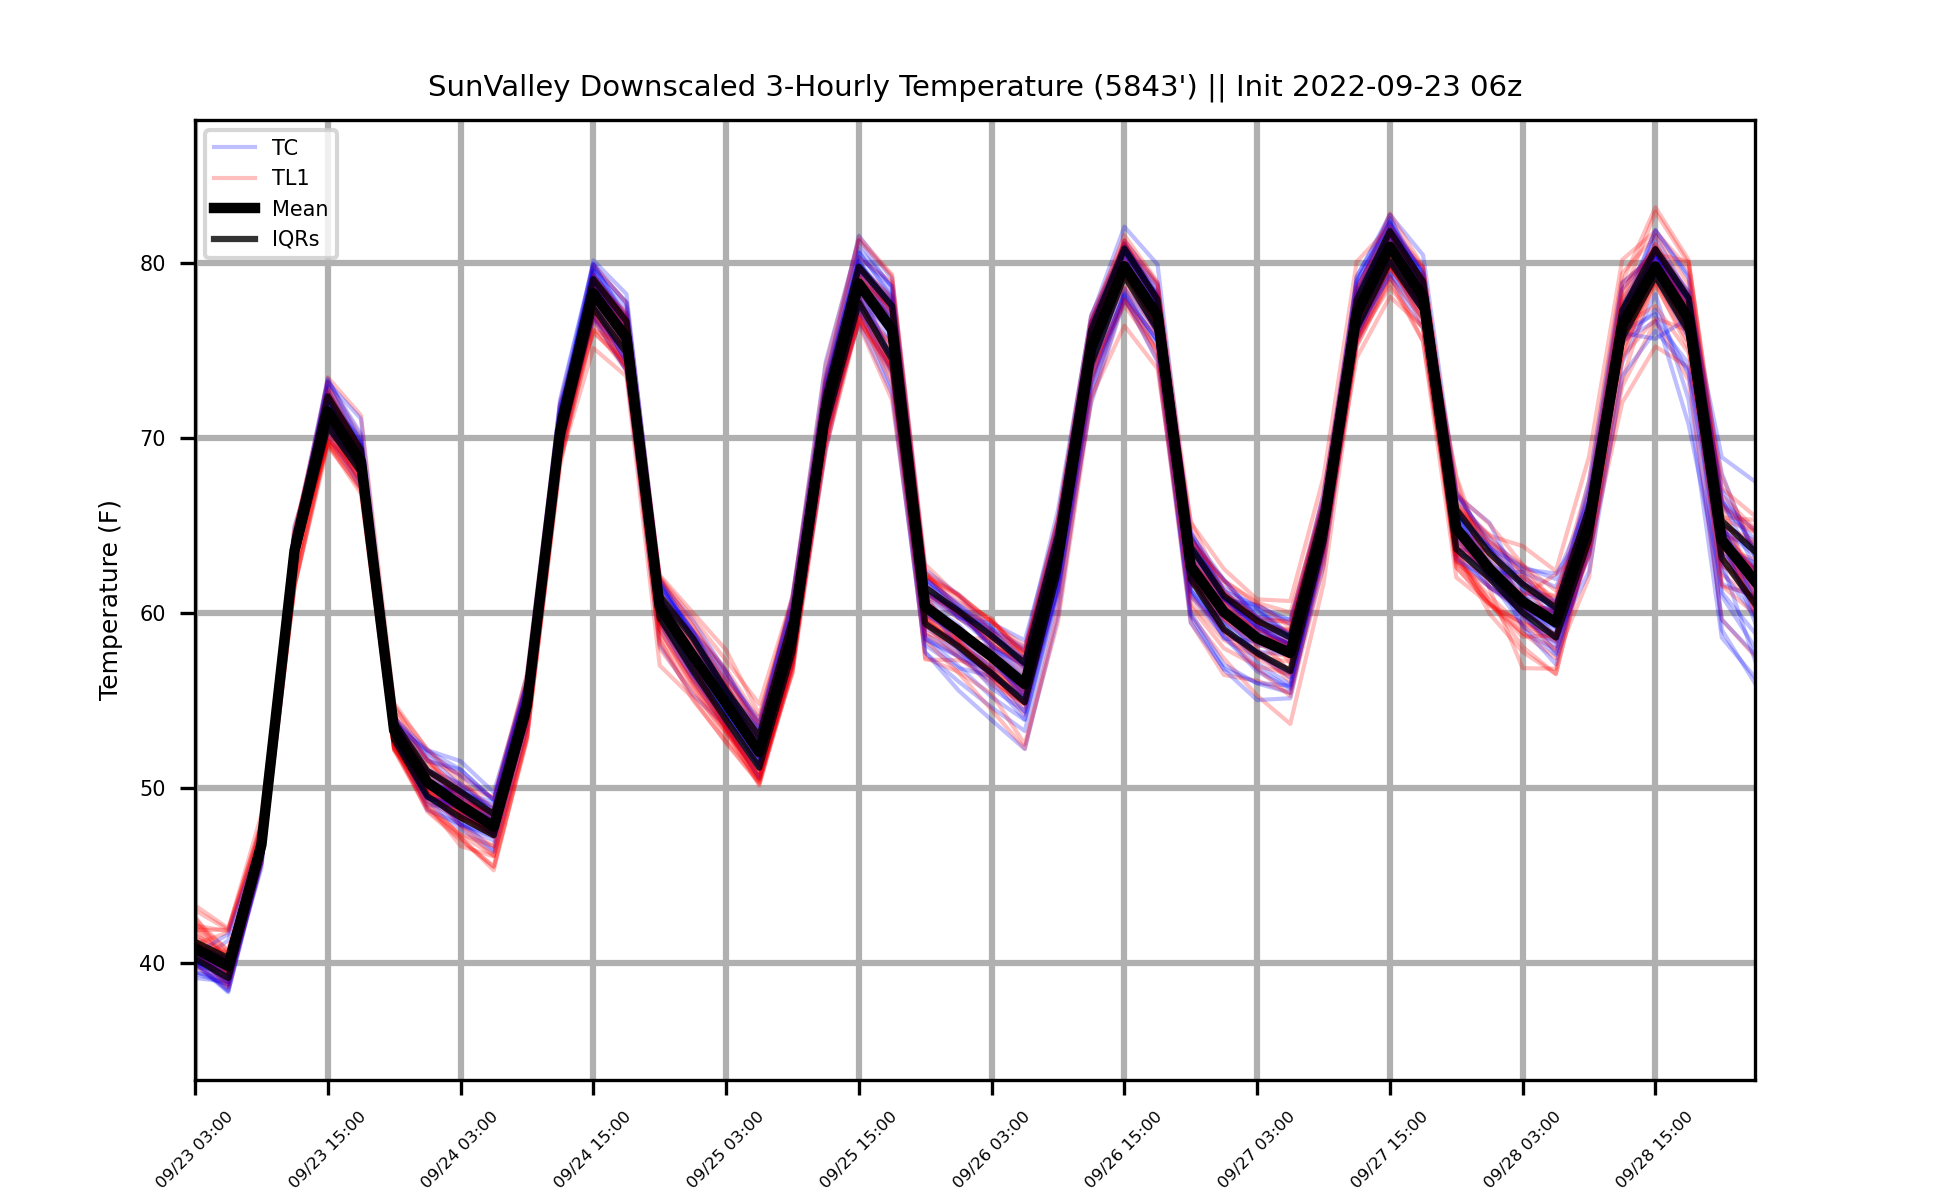 SunValley Downscaled 3-Hourly Temperature (5843') || Init 2022-09-23 06z
TC
TL1
Mean
IQRs
Temperature (F)
80
70
60
50
40
09/23 03:00
09/23 15:00
09/24 03:00
09/24 15:00
09/25 03:00
09/25 15:00
09/26 03:00
09/26 15:00
09/27 03:00
09/27 15:00
09/28 03:00
09/28 15:00